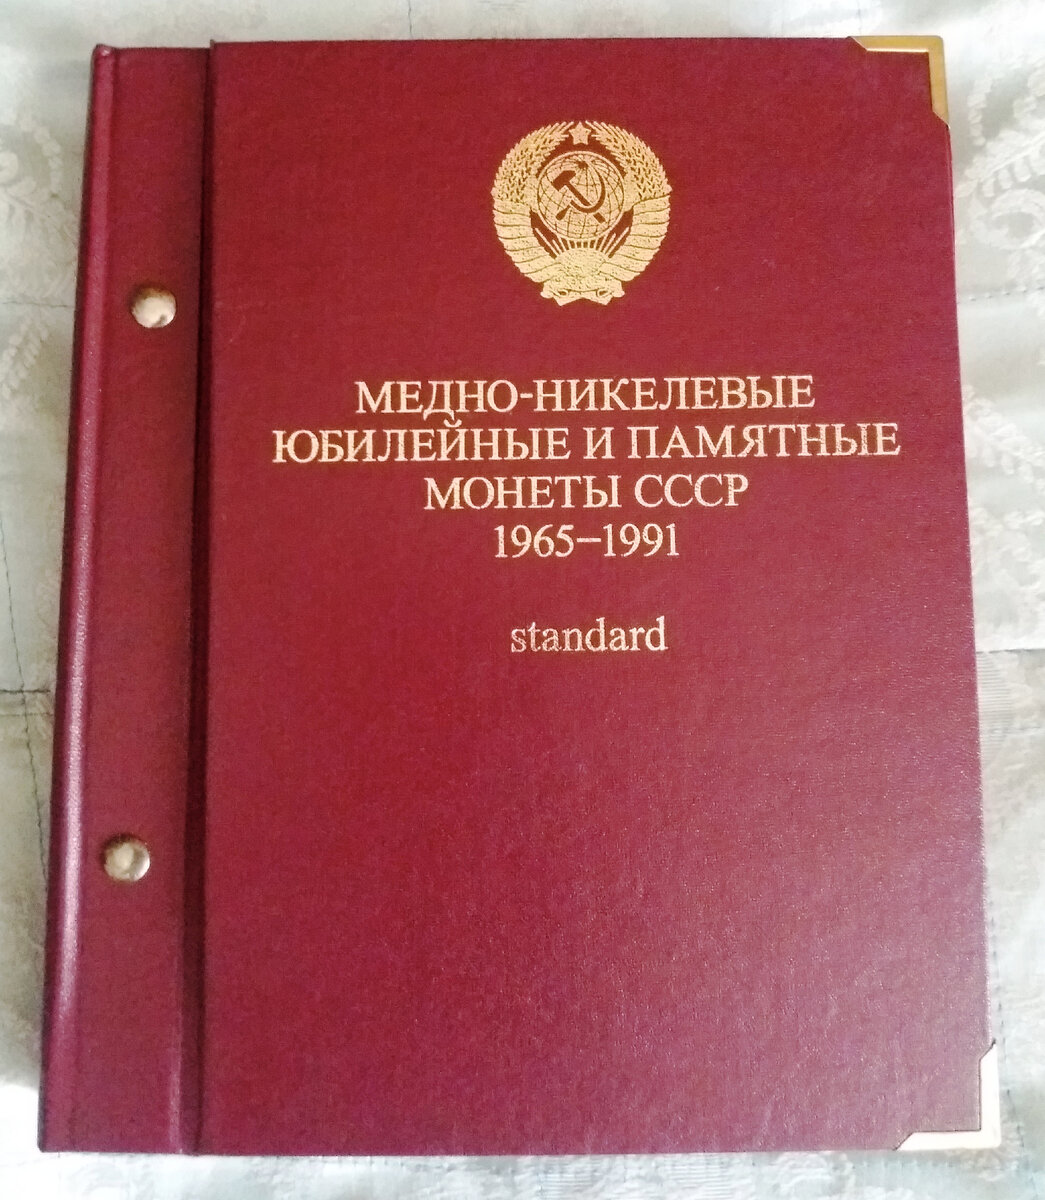 МЕДНО-НИКЕЛЕВЫЕ
ЮБИЛЕЙНЫЕ И ПАМЯТНЫЕ
МОНЕТЫ СССР
1965–1991
standard